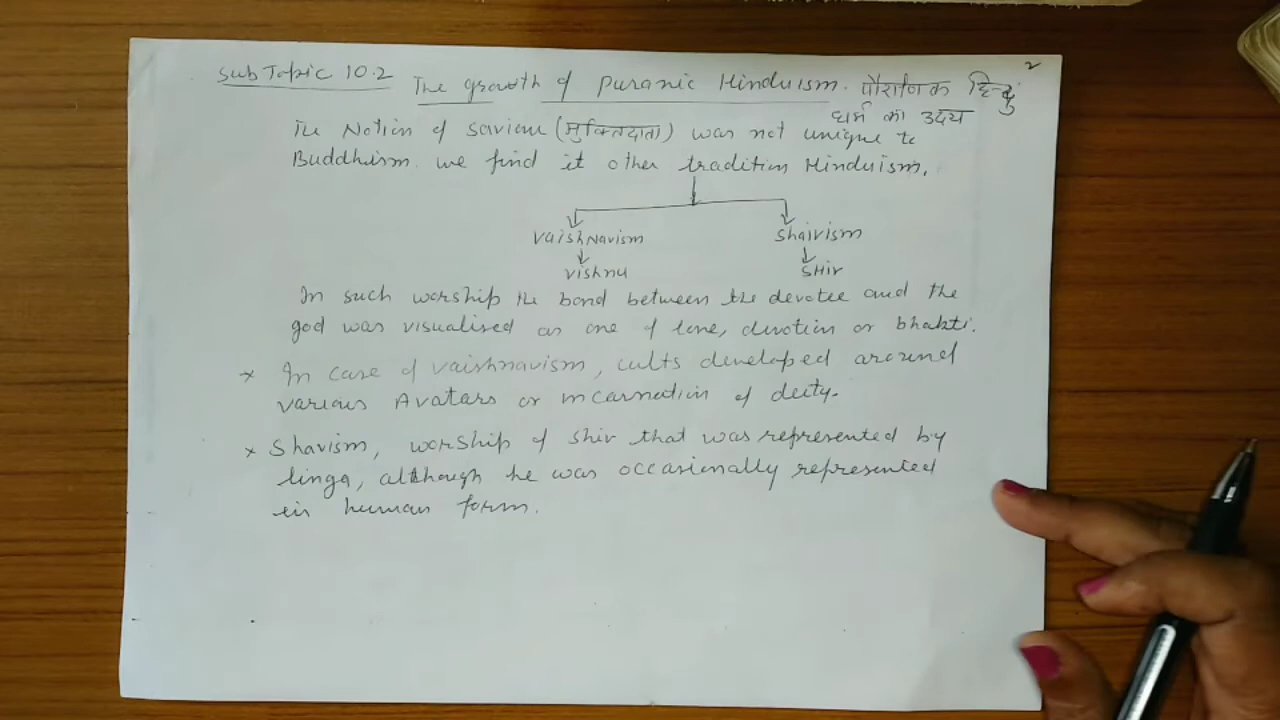 2
Sub Topic 10.2 The growth of Puranic Hinduism. पौराणिक हिन्दु
धर्म का उदय
The Notion of Saviour (मुक्तिदाता) was not unique to
Buddhism. we find it other tradition Hinduism.
Vaishnavism Shaivism
Vishnu SHIV
In such worship the bond between the devotee and the
god was visualised as one of love, devotion or bhakti.
* In case of vaishnavism, cults developed around
various Avatars or incarnation of deity.
* Shavism, worship of shiv that was represented by
linga, although he was occasionally represented
in human form.